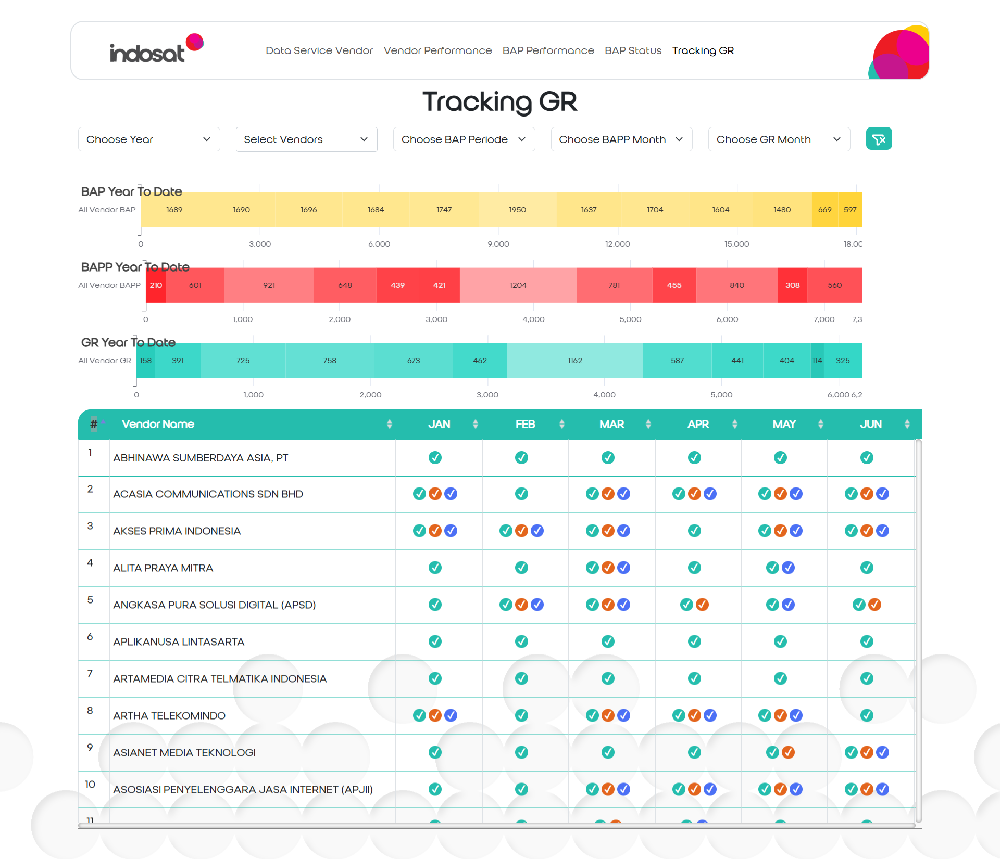 indosat
Data Service Vendor Vendor Performance BAP Performance BAP Status Tracking GR
Tracking GR
Choose Year Select Vendors Choose BAP Periode Choose BAPP Month Choose GR Month
BAP Year To Date
All Vendor BAP 1689 1690 1696 1684 1747 1950 1637 1704 1604 1480 669 597
0 3,000 6,000 9,000 12,000 15,000 18,00
BAPP Year To Date
All Vendor BAPP 210 601 921 648 439 421 1204 781 455 840 308 560
0 1,000 2,000 3,000 4,000 5,000 6,000 7,000 7,3
GR Year To Date
All Vendor GR 158 391 725 758 673 462 1162 587 441 404 114 325
0 1,000 2,000 3,000 4,000 5,000 6,000 6,2
# Vendor Name JAN FEB MAR APR MAY JUN
1 ABHINAWA SUMBERDAYA ASIA, PT
2 ACASIA COMMUNICATIONS SDN BHD
3 AKSES PRIMA INDONESIA
4 ALITA PRAYA MITRA
5 ANGKASA PURA SOLUSI DIGITAL (APSD)
6 APLIKANUSA LINTASARTA
7 ARTAMEDIA CITRA TELMATIKA INDONESIA
8 ARTHA TELEKOMINDO
9 ASIANET MEDIA TEKNOLOGI
10 ASOSIASI PENYELENGGARA JASA INTERNET (APJII)
11